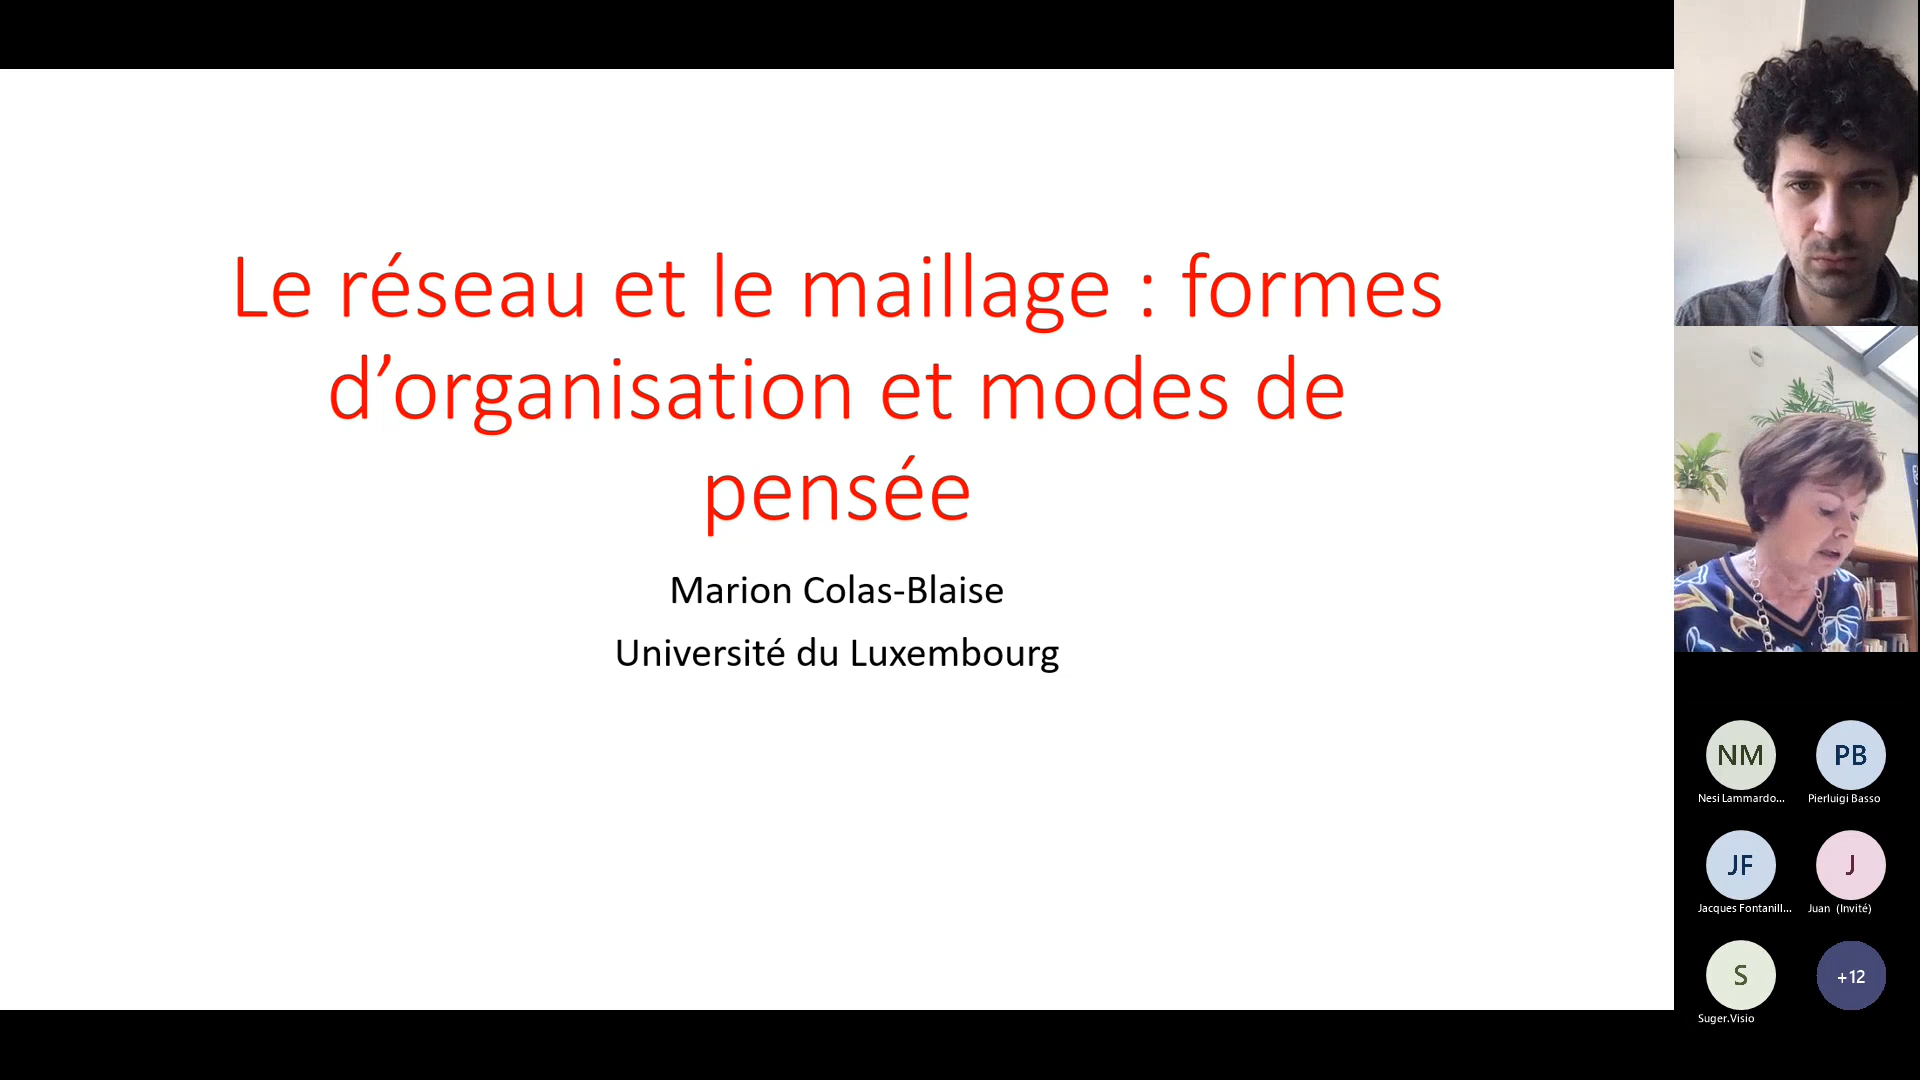 Le réseau et le maillage : formes
d’organisation et modes de
pensée
Marion Colas-Blaise
Université du Luxembourg
NM
PB
Nesi Lammardo...
Pierluigi Basso
JF
J
Jacques Fontanill...
Juan (Invité)
S
+12
Suger.Visio